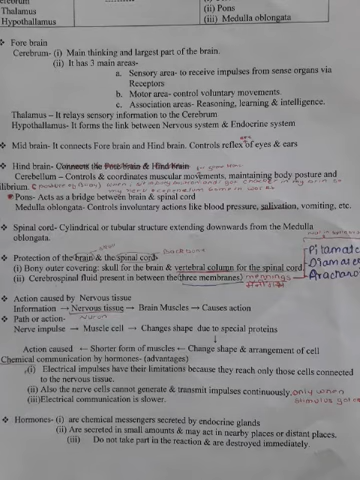 Thalamus
Hypothallamus
(ii) Pons
(iii) Medulla oblongata
❖ Fore brain
Cerebrum- (i) Main thinking and largest part of the brain.
(ii) It has 3 main areas-
a. Sensory area- to receive impulses from sense organs via
Receptors
b. Motor area- control voluntary movements.
c. Association areas- Reasoning, learning & intelligence.
Thalamus – It relays sensory information to the Cerebrum
Hypothallamus- It forms the link between Nervous system & Endocrine system
❖ Mid brain- It connects Fore brain and Hind brain. Controls reflex of eyes & ears
❖ Hind brain- Connects the Fore brain & Hind brain
Cerebellum – Controls & coordinates muscular movements, maintaining body posture and
ilibrium.
Pons- Acts as a bridge between brain & spinal cord
Medulla oblongata- Controls involuntary actions like blood pressure, salivation, vomiting, etc.
❖ Spinal cord- Cylindrical or tubular structure extending downwards from the Medulla
oblongata.
❖ Protection of the brain & the spinal cord-
(i) Bony outer covering: skull for the brain & vertebral column for the spinal cord.
(ii) Cerebrospinal fluid present in between the three membranes
❖ Action caused by Nervous tissue
Information → Nervous tissue → Brain Muscles → Causes action
❖ Path or action-
Nerve impulse → Muscle cell → Changes shape due to special proteins
↓
Action caused ← Shorter form of muscles ← Change shape & arrangement of cell
Chemical communication by hormones- (advantages)
(i) Electrical impulses have their limitations because they reach only those cells connected
to the nervous tissue.
(ii) Also the nerve cells cannot generate & transmit impulses continuously. only when
(iii)Electrical communication is slower.
❖ Hormones- (i) are chemical messengers secreted by endocrine glands
(ii) Are secreted in small amounts & may act in nearby places or distant places.
(iii) Do not take part in the reaction & are destroyed immediately.